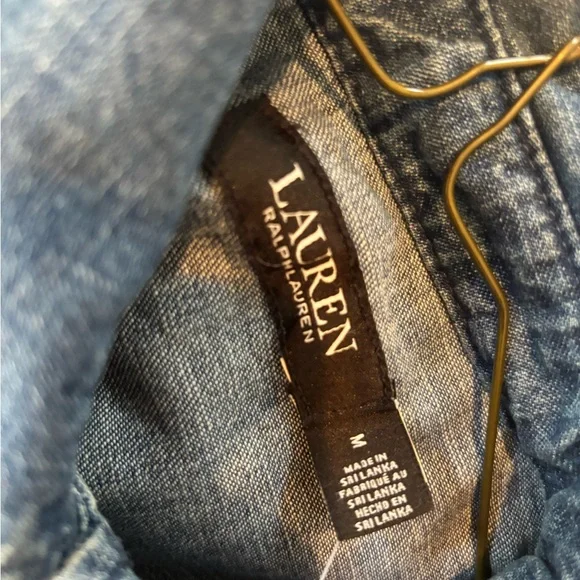 LAUREN
RALPH LAUREN
M
MADE IN
SRI LANKA
FABRIQUÉ AU
SRI LANKA
HECHO EN
SRI LANKA